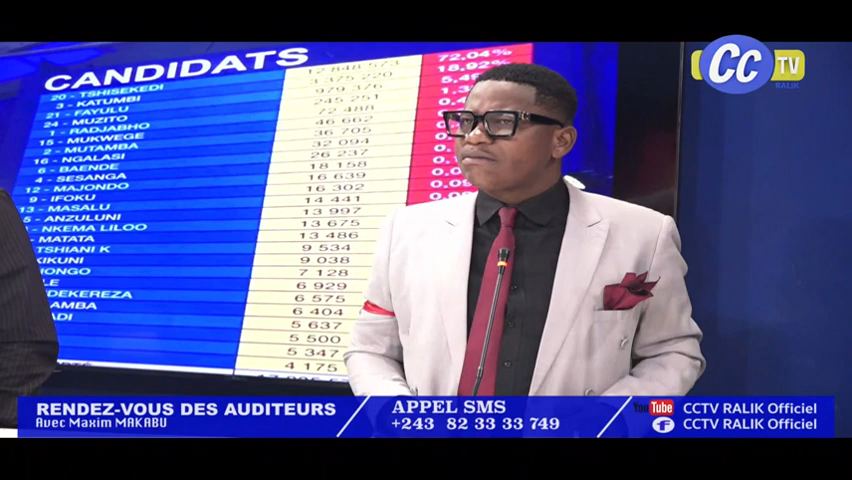 CC TV
RALIK
CANDIDATS
20 - TSHISEKEDI 12 848 573 72.04%
3 - KATUMBI 3 375 220 18.92%
21 - FAYULU 979 376
24 - MUZITO 245 251
1 - RADJABHO 72 488
15 - MUKWEGE 46 662
2 - MUTAMBA 36 705
16 - NGALASI 32 094
6 - BAENDE 26 237
4 - SESANGA 18 158
12 - MAJONDO 16 639
9 - IFOKU 16 302
13 - MASALU 14 441
5 - ANZULUNI 13 997
- NKEMA LILOO 13 675
- MATATA 13 486
TSHIANI K 9 534
KIKUNI 9 038
7 128
6 929
DEKEREZA 6 575
6 404
5 637
5 500
5 347
4 175
RENDEZ-VOUS DES AUDITEURS
Avec Maxim MAKABU
APPEL SMS
+243 82 33 33 749
YouTube CCTV RALIK Officiel
f CCTV RALIK Officiel